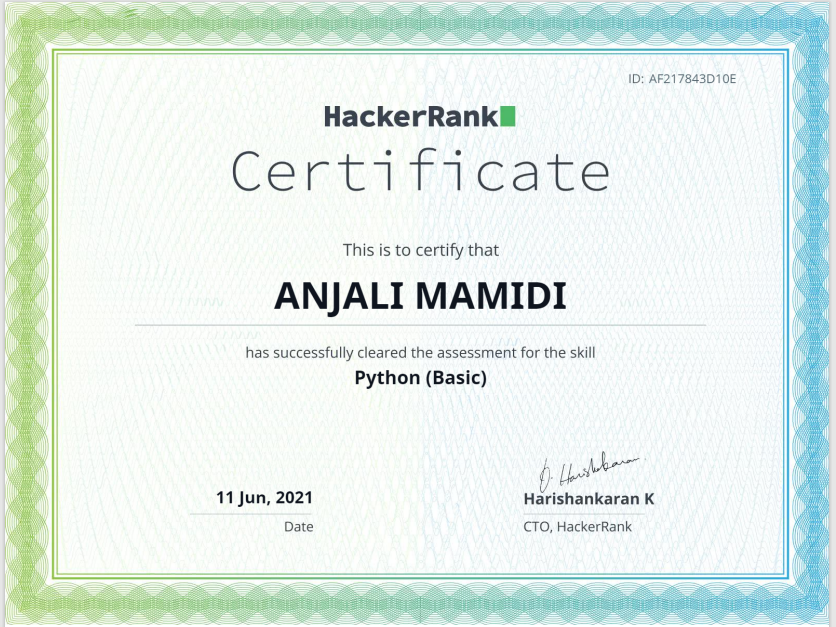 ID: AF217843D10E
HackerRank
Certificate
This is to certify that
ANJALI MAMIDI
has successfully cleared the assessment for the skill
Python (Basic)
11 Jun, 2021
Date
Harishankaran K
CTO, HackerRank